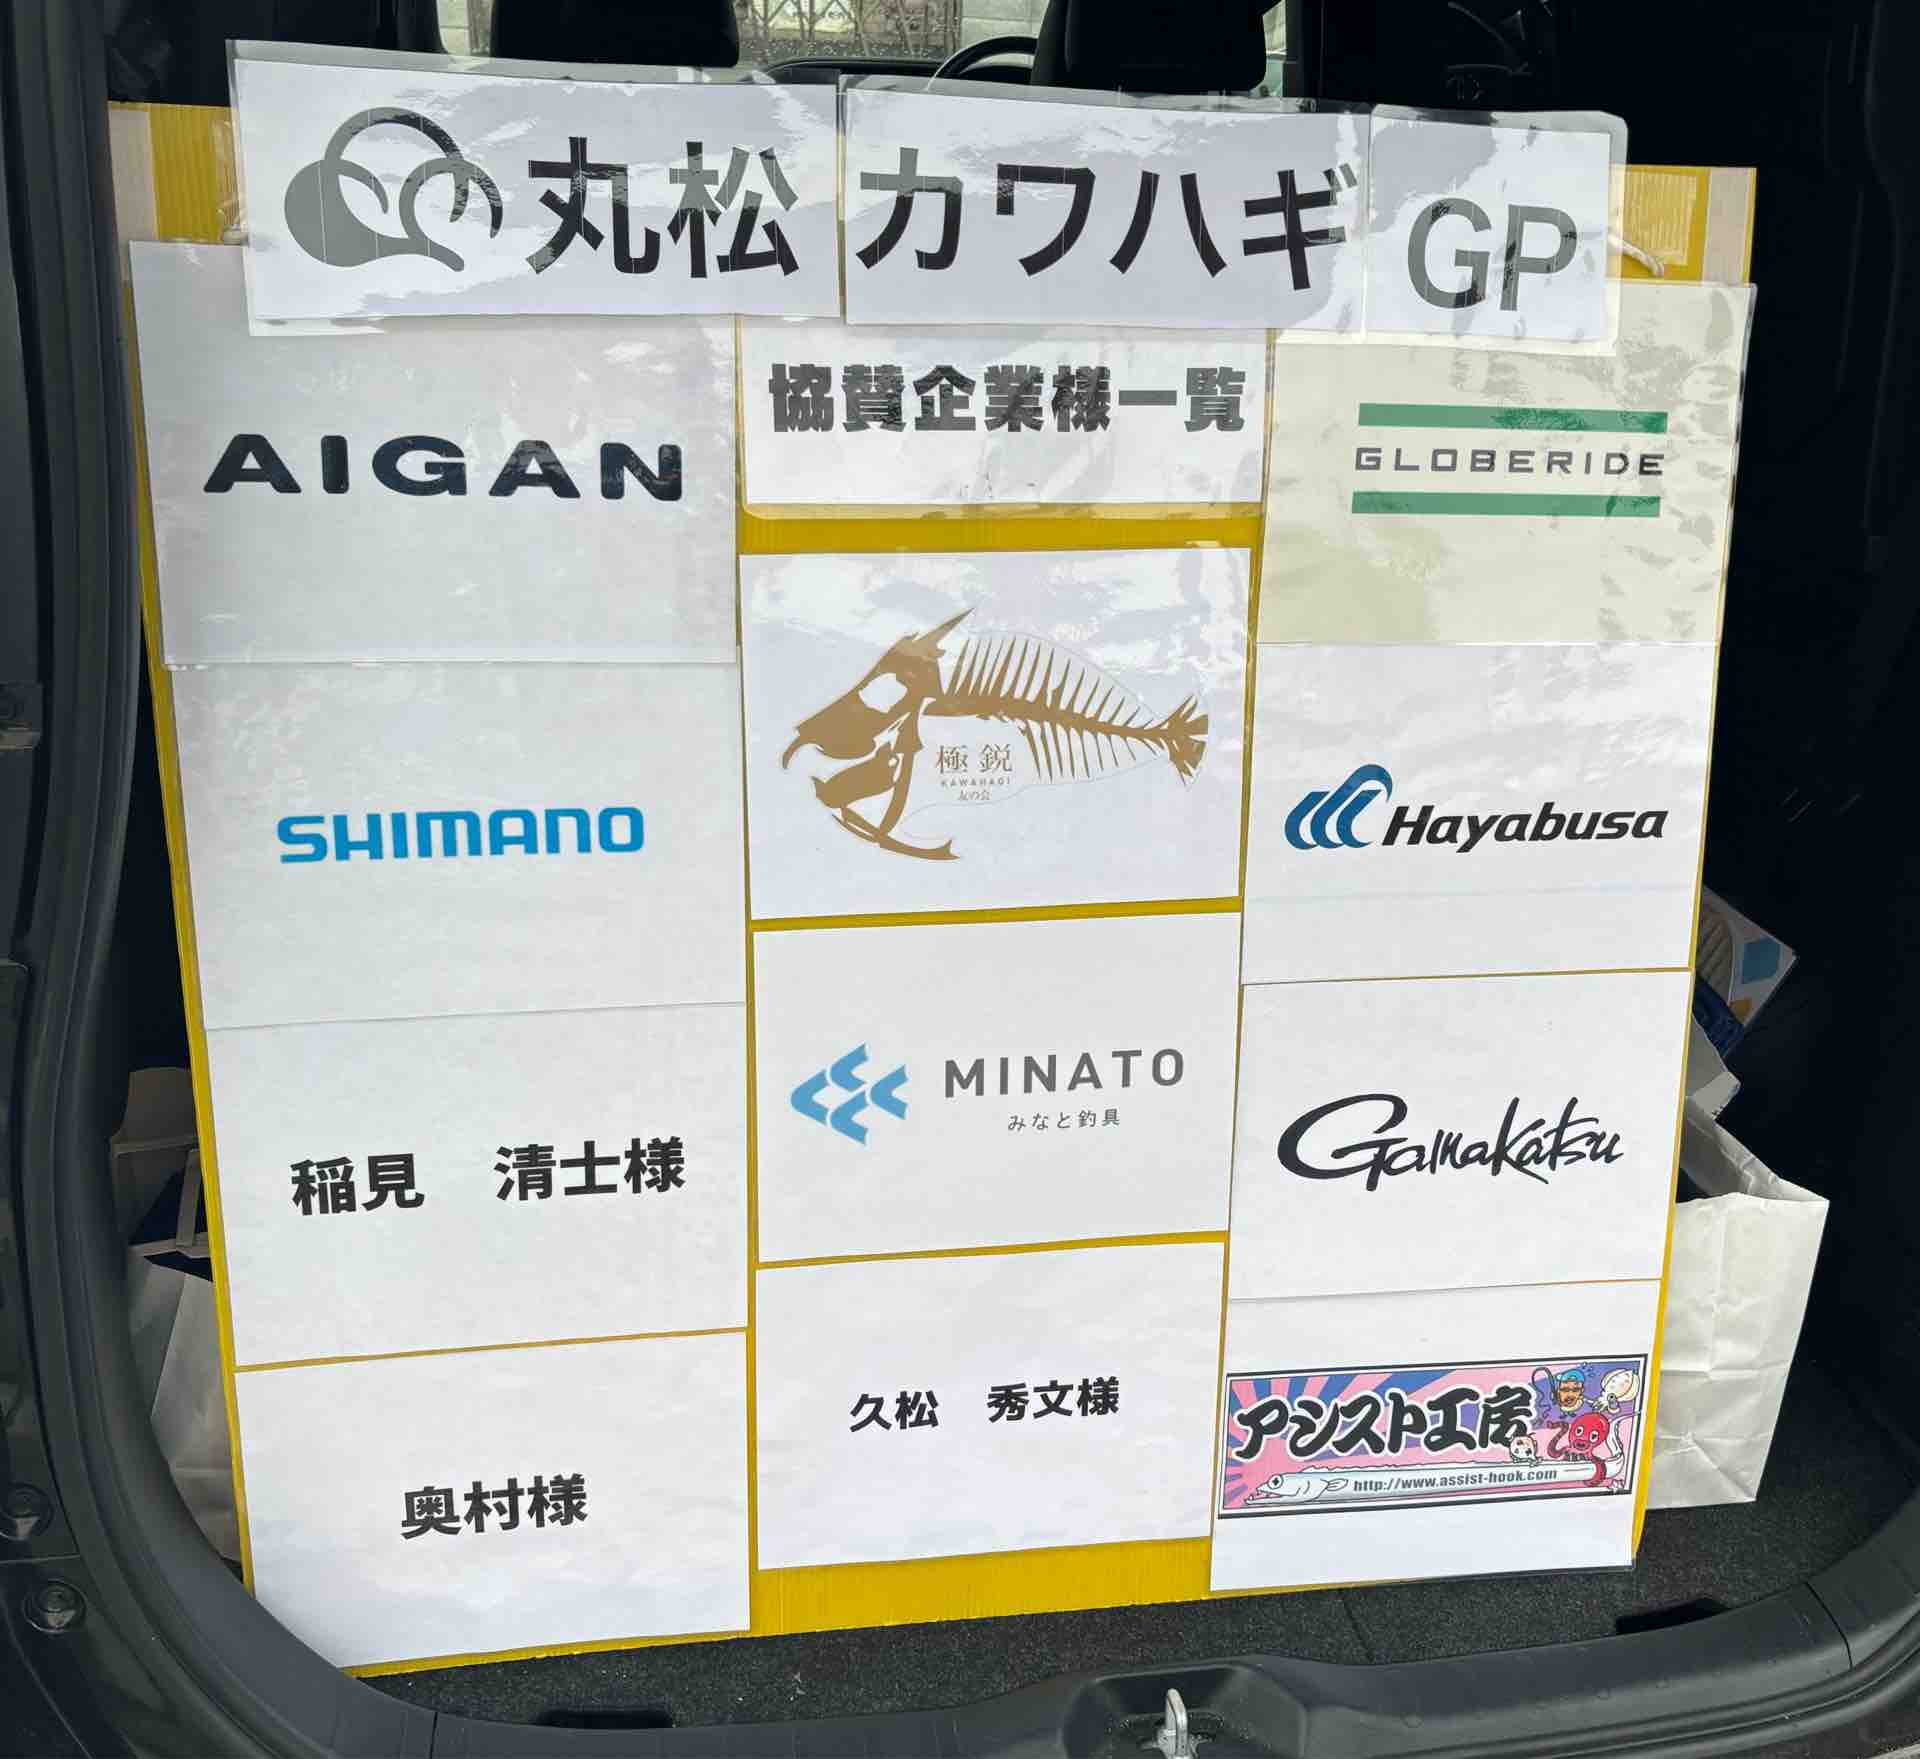 丸松 カワハギ GP
協賛企業様一覧
AIGAN
GLOBERIDE
SHIMANO
極鋭
KAWAHAGI
友の会
Hayabusa
稲見 清士様
MINATO
みなと釣具
Gamakatsu
奥村様
久松 秀文様
アシスト工房
http://www.assist-hook.com